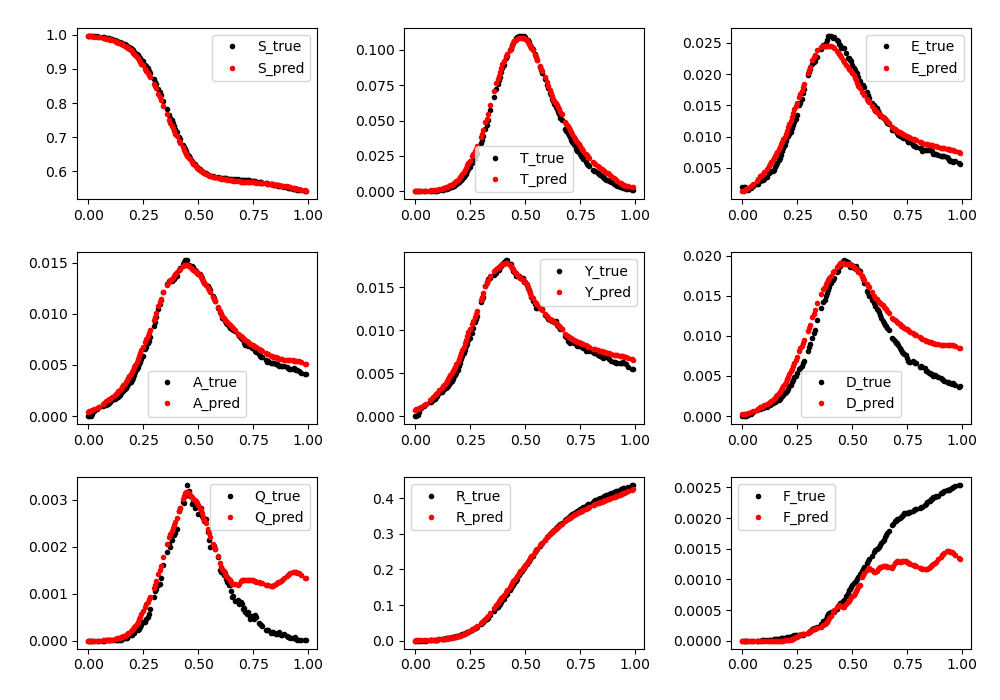 1.0
0.9
0.8
0.7
0.6
0.00 0.25 0.50 0.75 1.00
S_true
S_pred
0.100
0.075
0.050
0.025
0.000
0.00 0.25 0.50 0.75 1.00
T_true
T_pred
0.025
0.020
0.015
0.010
0.005
0.00 0.25 0.50 0.75 1.00
E_true
E_pred
0.015
0.010
0.005
0.000
0.00 0.25 0.50 0.75 1.00
A_true
A_pred
0.015
0.010
0.005
0.000
0.00 0.25 0.50 0.75 1.00
Y_true
Y_pred
0.020
0.015
0.010
0.005
0.000
0.00 0.25 0.50 0.75 1.00
D_true
D_pred
0.003
0.002
0.001
0.000
0.00 0.25 0.50 0.75 1.00
Q_true
Q_pred
0.4
0.3
0.2
0.1
0.0
0.00 0.25 0.50 0.75 1.00
R_true
R_pred
0.0025
0.0020
0.0015
0.0010
0.0005
0.0000
0.00 0.25 0.50 0.75 1.00
F_true
F_pred